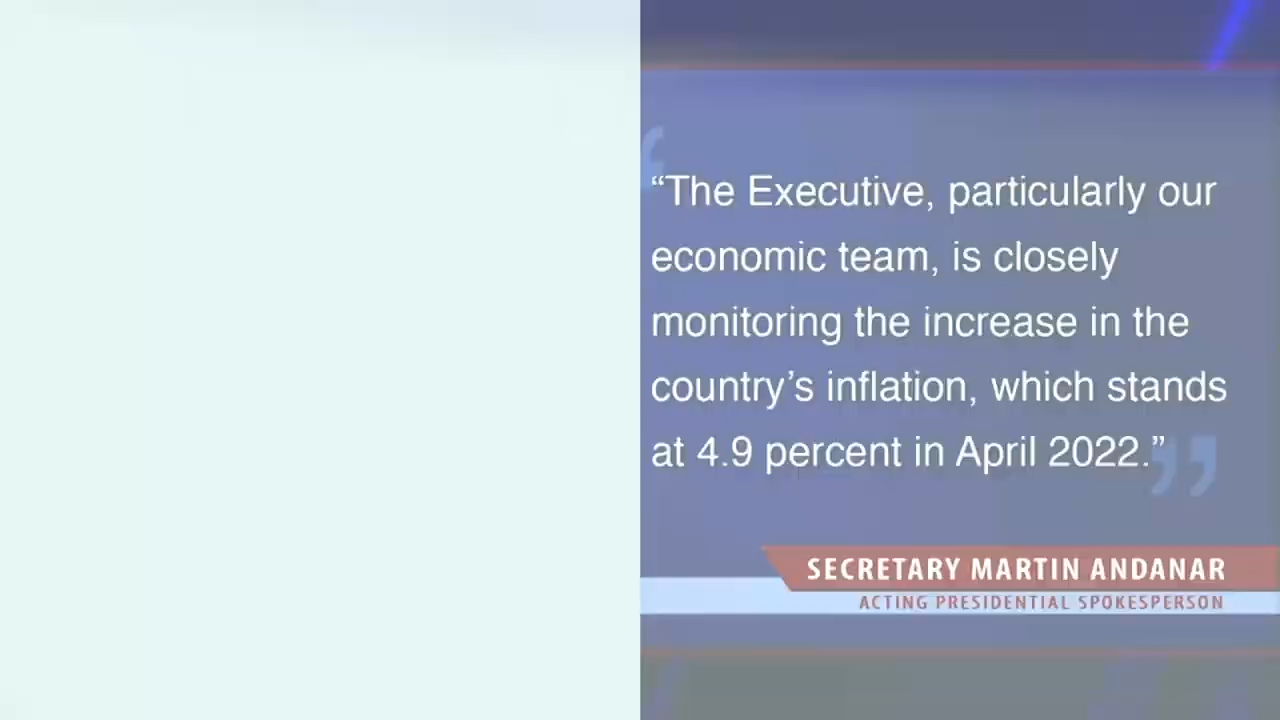 “The Executive, particularly our
economic team, is closely
monitoring the increase in the
country’s inflation, which stands
at 4.9 percent in April 2022.”
SECRETARY MARTIN ANDANAR
ACTING PRESIDENTIAL SPOKESPERSON